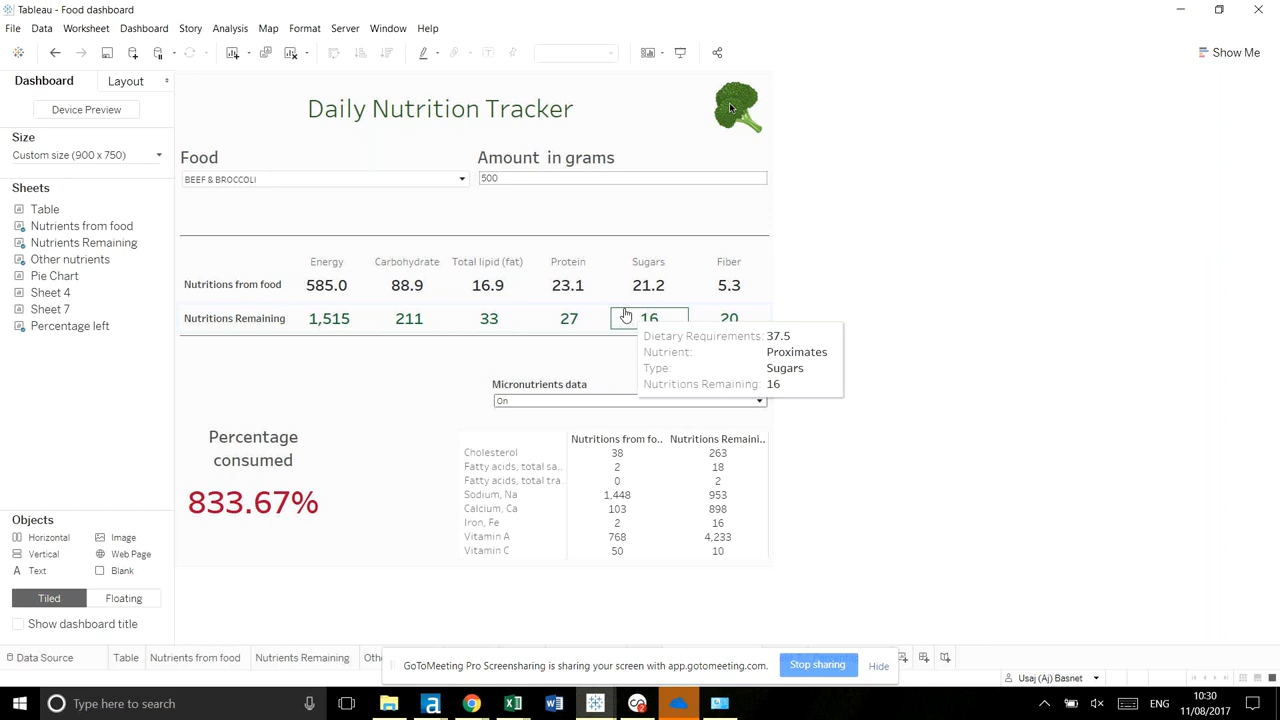 Tableau - Food dashboard
File Data Worksheet Dashboard Story Analysis Map Format Server Window Help
Show Me
Dashboard Layout
Device Preview
Size
Custom size (900 x 750)
Sheets
Table
Nutrients from food
Nutrients Remaining
Other nutrients
Pie Chart
Sheet 4
Sheet 7
Percentage left
Objects
Horizontal Image
Vertical Web Page
Text Blank
Tiled Floating
Show dashboard title
Daily Nutrition Tracker
Food Amount in grams
BEEF & BROCCOLI 500
Energy Carbohydrate Total lipid (fat) Protein Sugars Fiber
Nutritions from food 585.0 88.9 16.9 23.1 21.2 5.3
Nutritions Remaining 1,515 211 33 27 16 20
Dietary Requirements: 37.5
Nutrient: Proximates
Type: Sugars
Nutritions Remaining: 16
Micronutrients data
On
Percentage
consumed
833.67%
Nutritions from fo.. Nutritions Remaini..
Cholesterol 38 263
Fatty acids, total sa.. 2 18
Fatty acids, total tra.. 0 2
Sodium, Na 1,448 953
Calcium, Ca 103 898
Iron, Fe 2 16
Vitamin A 768 4,233
Vitamin C 50 10
Data Source Table Nutrients from food Nutrients Remaining
GoToMeeting Pro Screensharing is sharing your screen with app.gotomeeting.com. Stop sharing Hide
Usaj (Aj) Basnet
Type here to search
ENG
10:30
11/08/2017